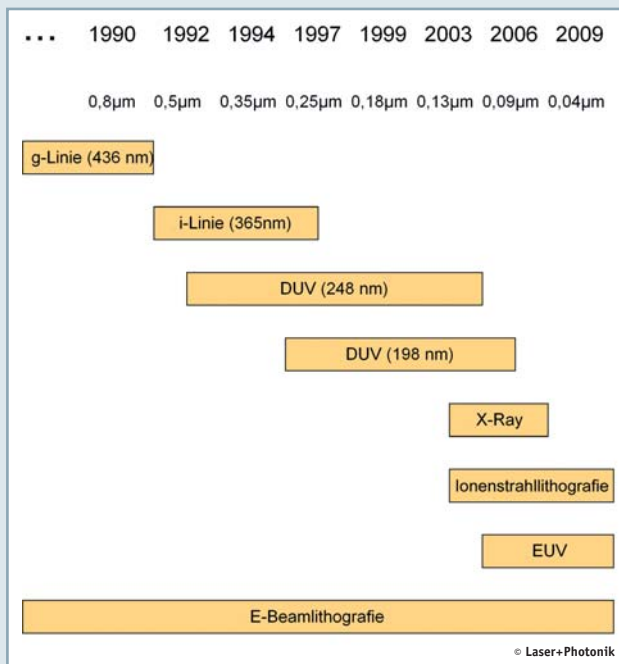 ... 1990 1992 1994 1997 1999 2003 2006 2009
0,8µm 0,5µm 0,35µm 0,25µm 0,18µm 0,13µm 0,09µm 0,04µm
g-Linie (436 nm)
i-Linie (365nm)
DUV (248 nm)
DUV (198 nm)
X-Ray
Ionenstrahllithografie
EUV
E-Beamlithografie
© Laser+Photonik